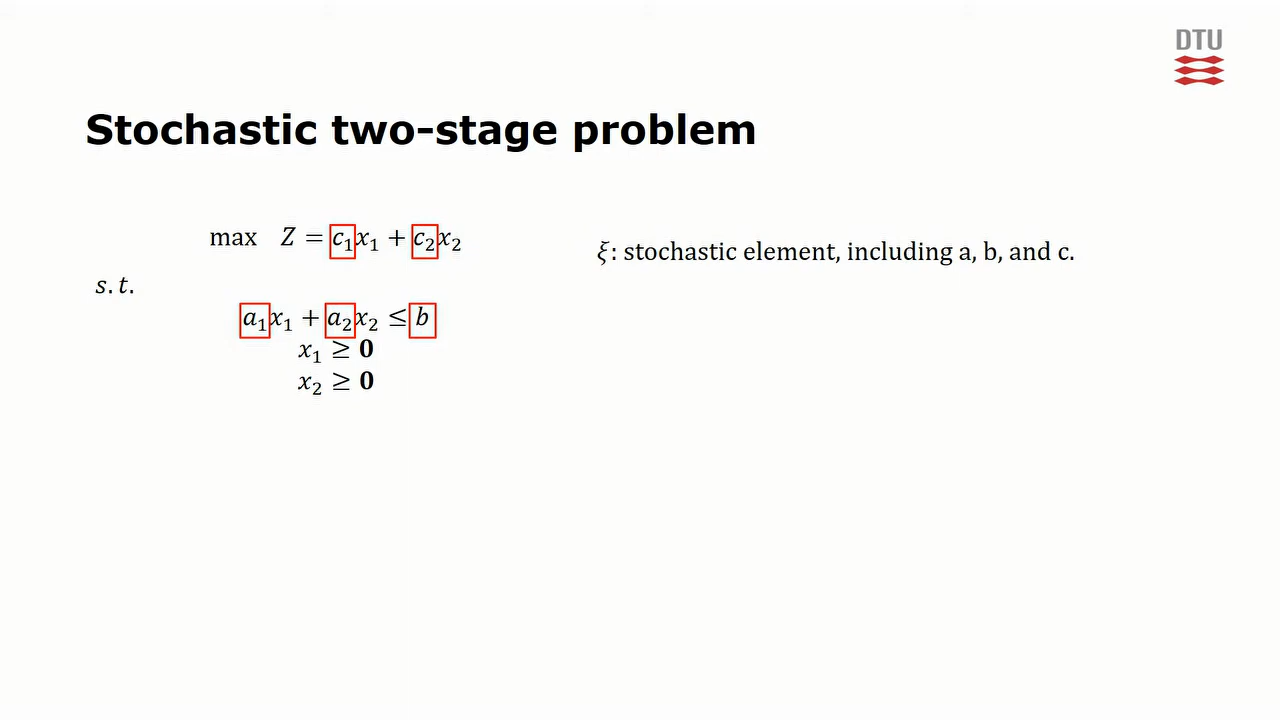 DTU
Stochastic two-stage problem
max Z = c₁x₁ + c₂x₂
ξ: stochastic element, including a, b, and c.
s.t.
a₁x₁ + a₂x₂ ≤ b
x₁ ≥ 0
x₂ ≥ 0